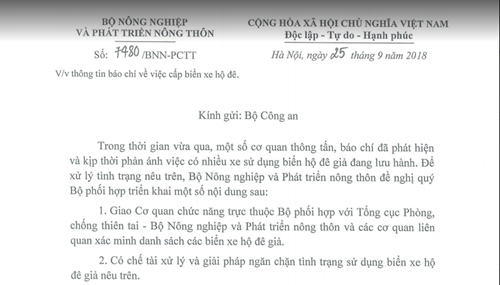 BỘ NÔNG NGHIỆP
VÀ PHÁT TRIỂN NÔNG THÔN
CỘNG HÒA XÃ HỘI CHỦ NGHĨA VIỆT NAM
Độc lập - Tự do - Hạnh phúc
Số: 7480/BNN-PCTT
Hà Nội, ngày 25 tháng 9 năm 2018
V/v thông tin báo chí về việc cấp biển xe hộ đê.
Kính gửi: Bộ Công an
Trong thời gian vừa qua, một số cơ quan thông tấn, báo chí đã phát hiện
và kịp thời phản ánh việc có nhiều xe sử dụng biển hộ đê giả đang lưu hành. Để
xử lý tình trạng nêu trên, Bộ Nông nghiệp và Phát triển nông thôn đề nghị quý
Bộ phối hợp triển khai một số nội dung sau:
1. Giao Cơ quan chức năng trực thuộc Bộ phối hợp với Tổng cục Phòng,
chống thiên tai - Bộ Nông nghiệp và Phát triển nông thôn và các cơ quan liên
quan xác minh danh sách các biển xe hộ đê giả.
2. Có chế tài xử lý và giải pháp ngăn chặn tình trạng sử dụng biển xe hộ
đê giả nêu trên.